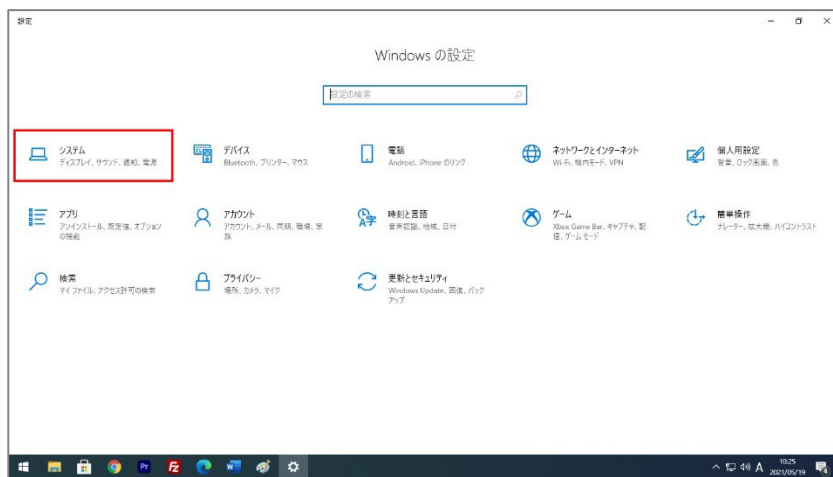 設定
Windows の設定
設定の検索
システム
ディスプレイ、サウンド、通知、電源
デバイス
Bluetooth、プリンター、マウス
電話
Android、iPhone のリンク
ネットワークとインターネット
Wi-Fi、機内モード、VPN
個人用設定
背景、ロック画面、色
アプリ
アンインストール、既定値、オプション
の機能
アカウント
アカウント、メール、同期、職場、家
族
時刻と言語
音声認識、地域、日付
ゲーム
Xbox Game Bar、キャプチャ、配
信、ゲーム モード
簡単操作
ナレーター、拡大鏡、ハイコントラスト
検索
マイ ファイル、アクセス許可の検索
プライバシー
場所、カメラ、マイク
更新とセキュリティ
Windows Update、回復、バック
アップ
Pr
FZ
W
A
10:25
2021/05/19
4